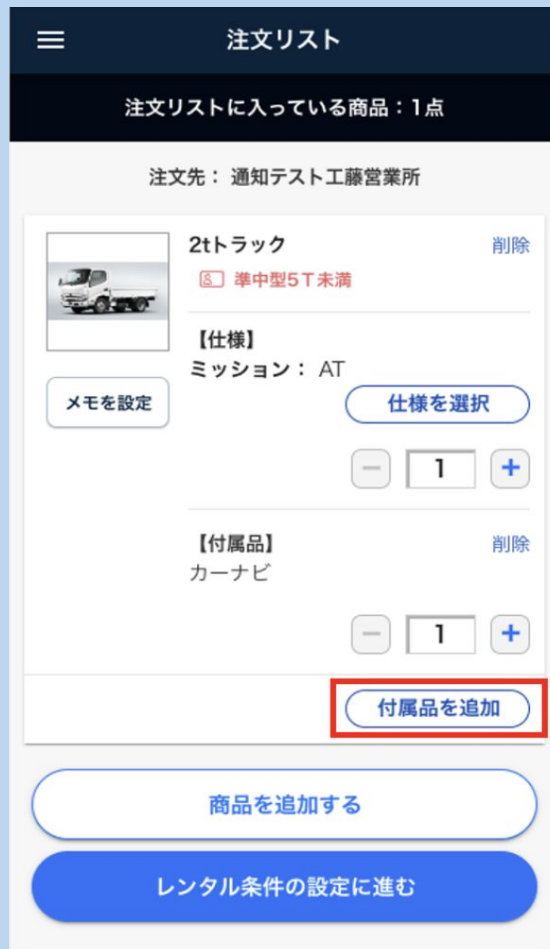 注文リスト
注文リストに入っている商品：1点
注文先： 通知テスト工藤営業所
2tトラック
削除
準中型5T未満
【仕様】
ミッション： AT
メモを設定
仕様を選択
1
【付属品】
削除
カーナビ
1
付属品を追加
商品を追加する
レンタル条件の設定に進む